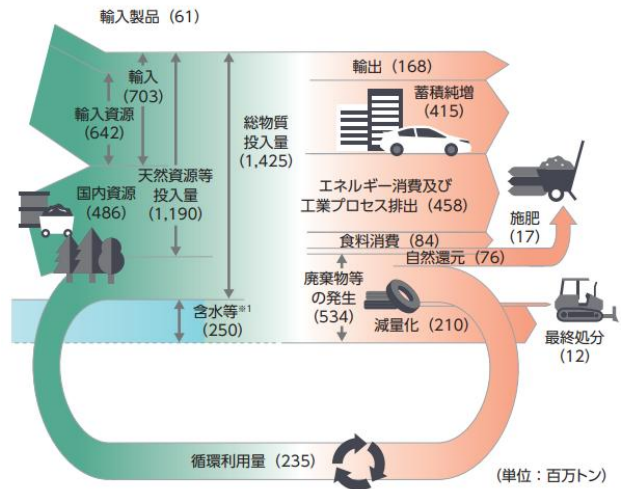 輸入製品（61）
輸入
（703）
輸入資源
（642）
国内資源
（486）
天然資源等
投入量
（1,190）
総物質
投入量
（1,425）
含水等※1
（250）
輸出（168）
蓄積純増
（415）
エネルギー消費及び
工業プロセス排出（458）
食料消費（84）
自然還元（76）
施肥
（17）
廃棄物等
の発生
（534）
減量化（210）
最終処分
（12）
循環利用量（235）
（単位：百万トン）